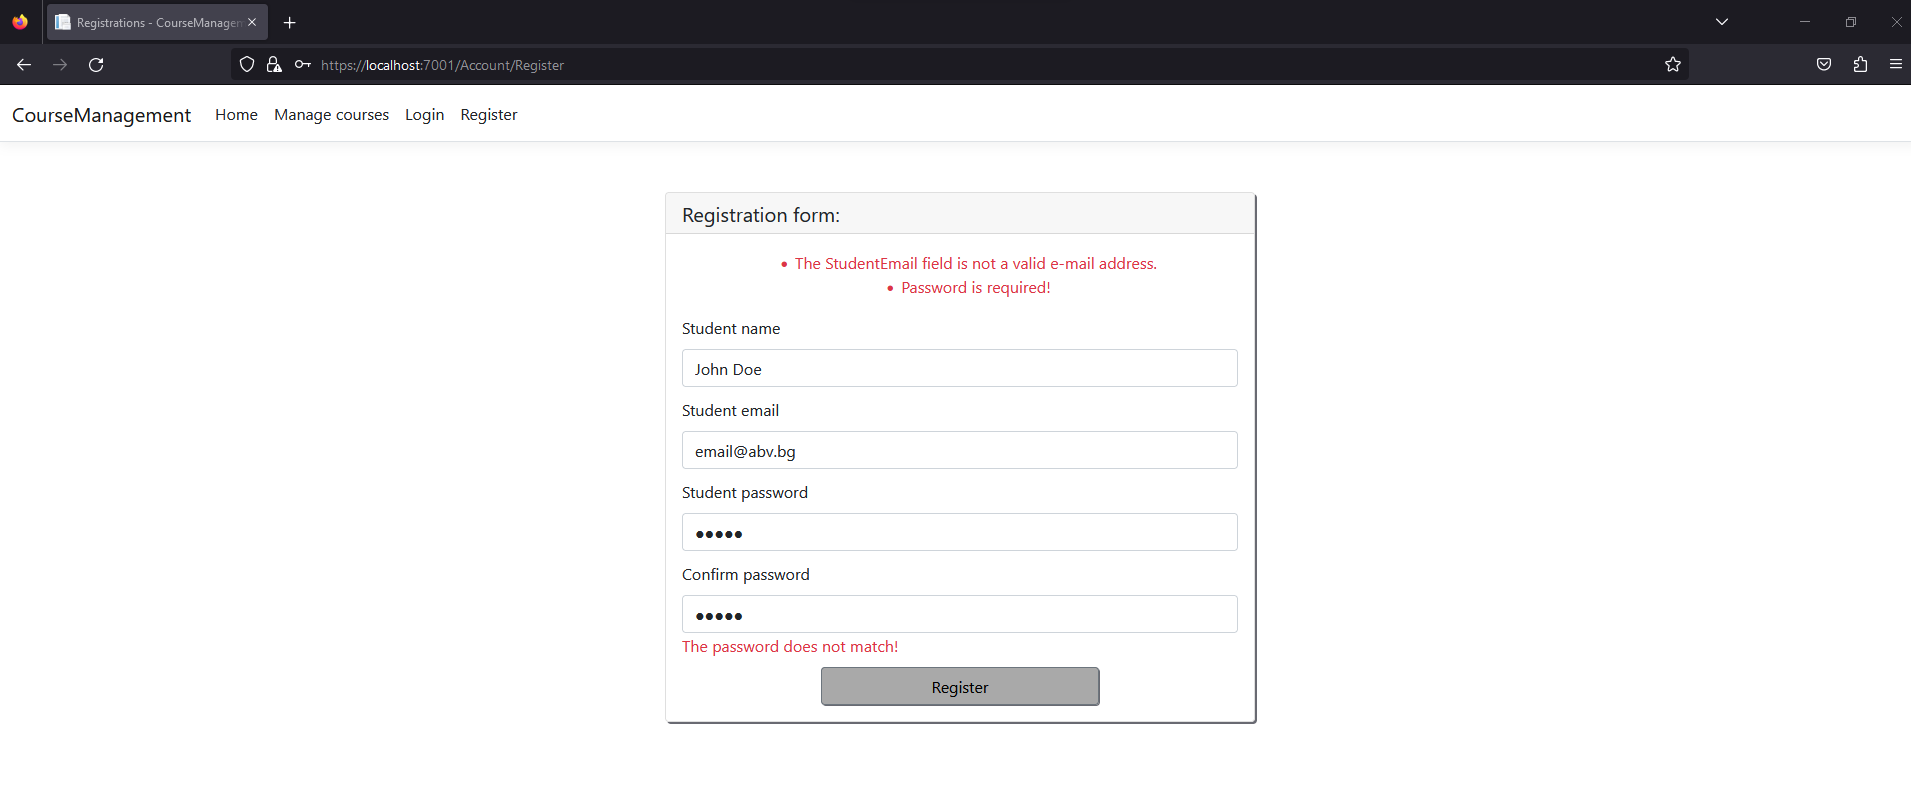 Registrations - CourseManagem
https://localhost:7001/Account/Register
CourseManagement Home Manage courses Login Register
Registration form:
• The StudentEmail field is not a valid e-mail address.
• Password is required!
Student name
John Doe
Student email
email@abv.bg
Student password
●●●●●
Confirm password
●●●●●
The password does not match!
Register